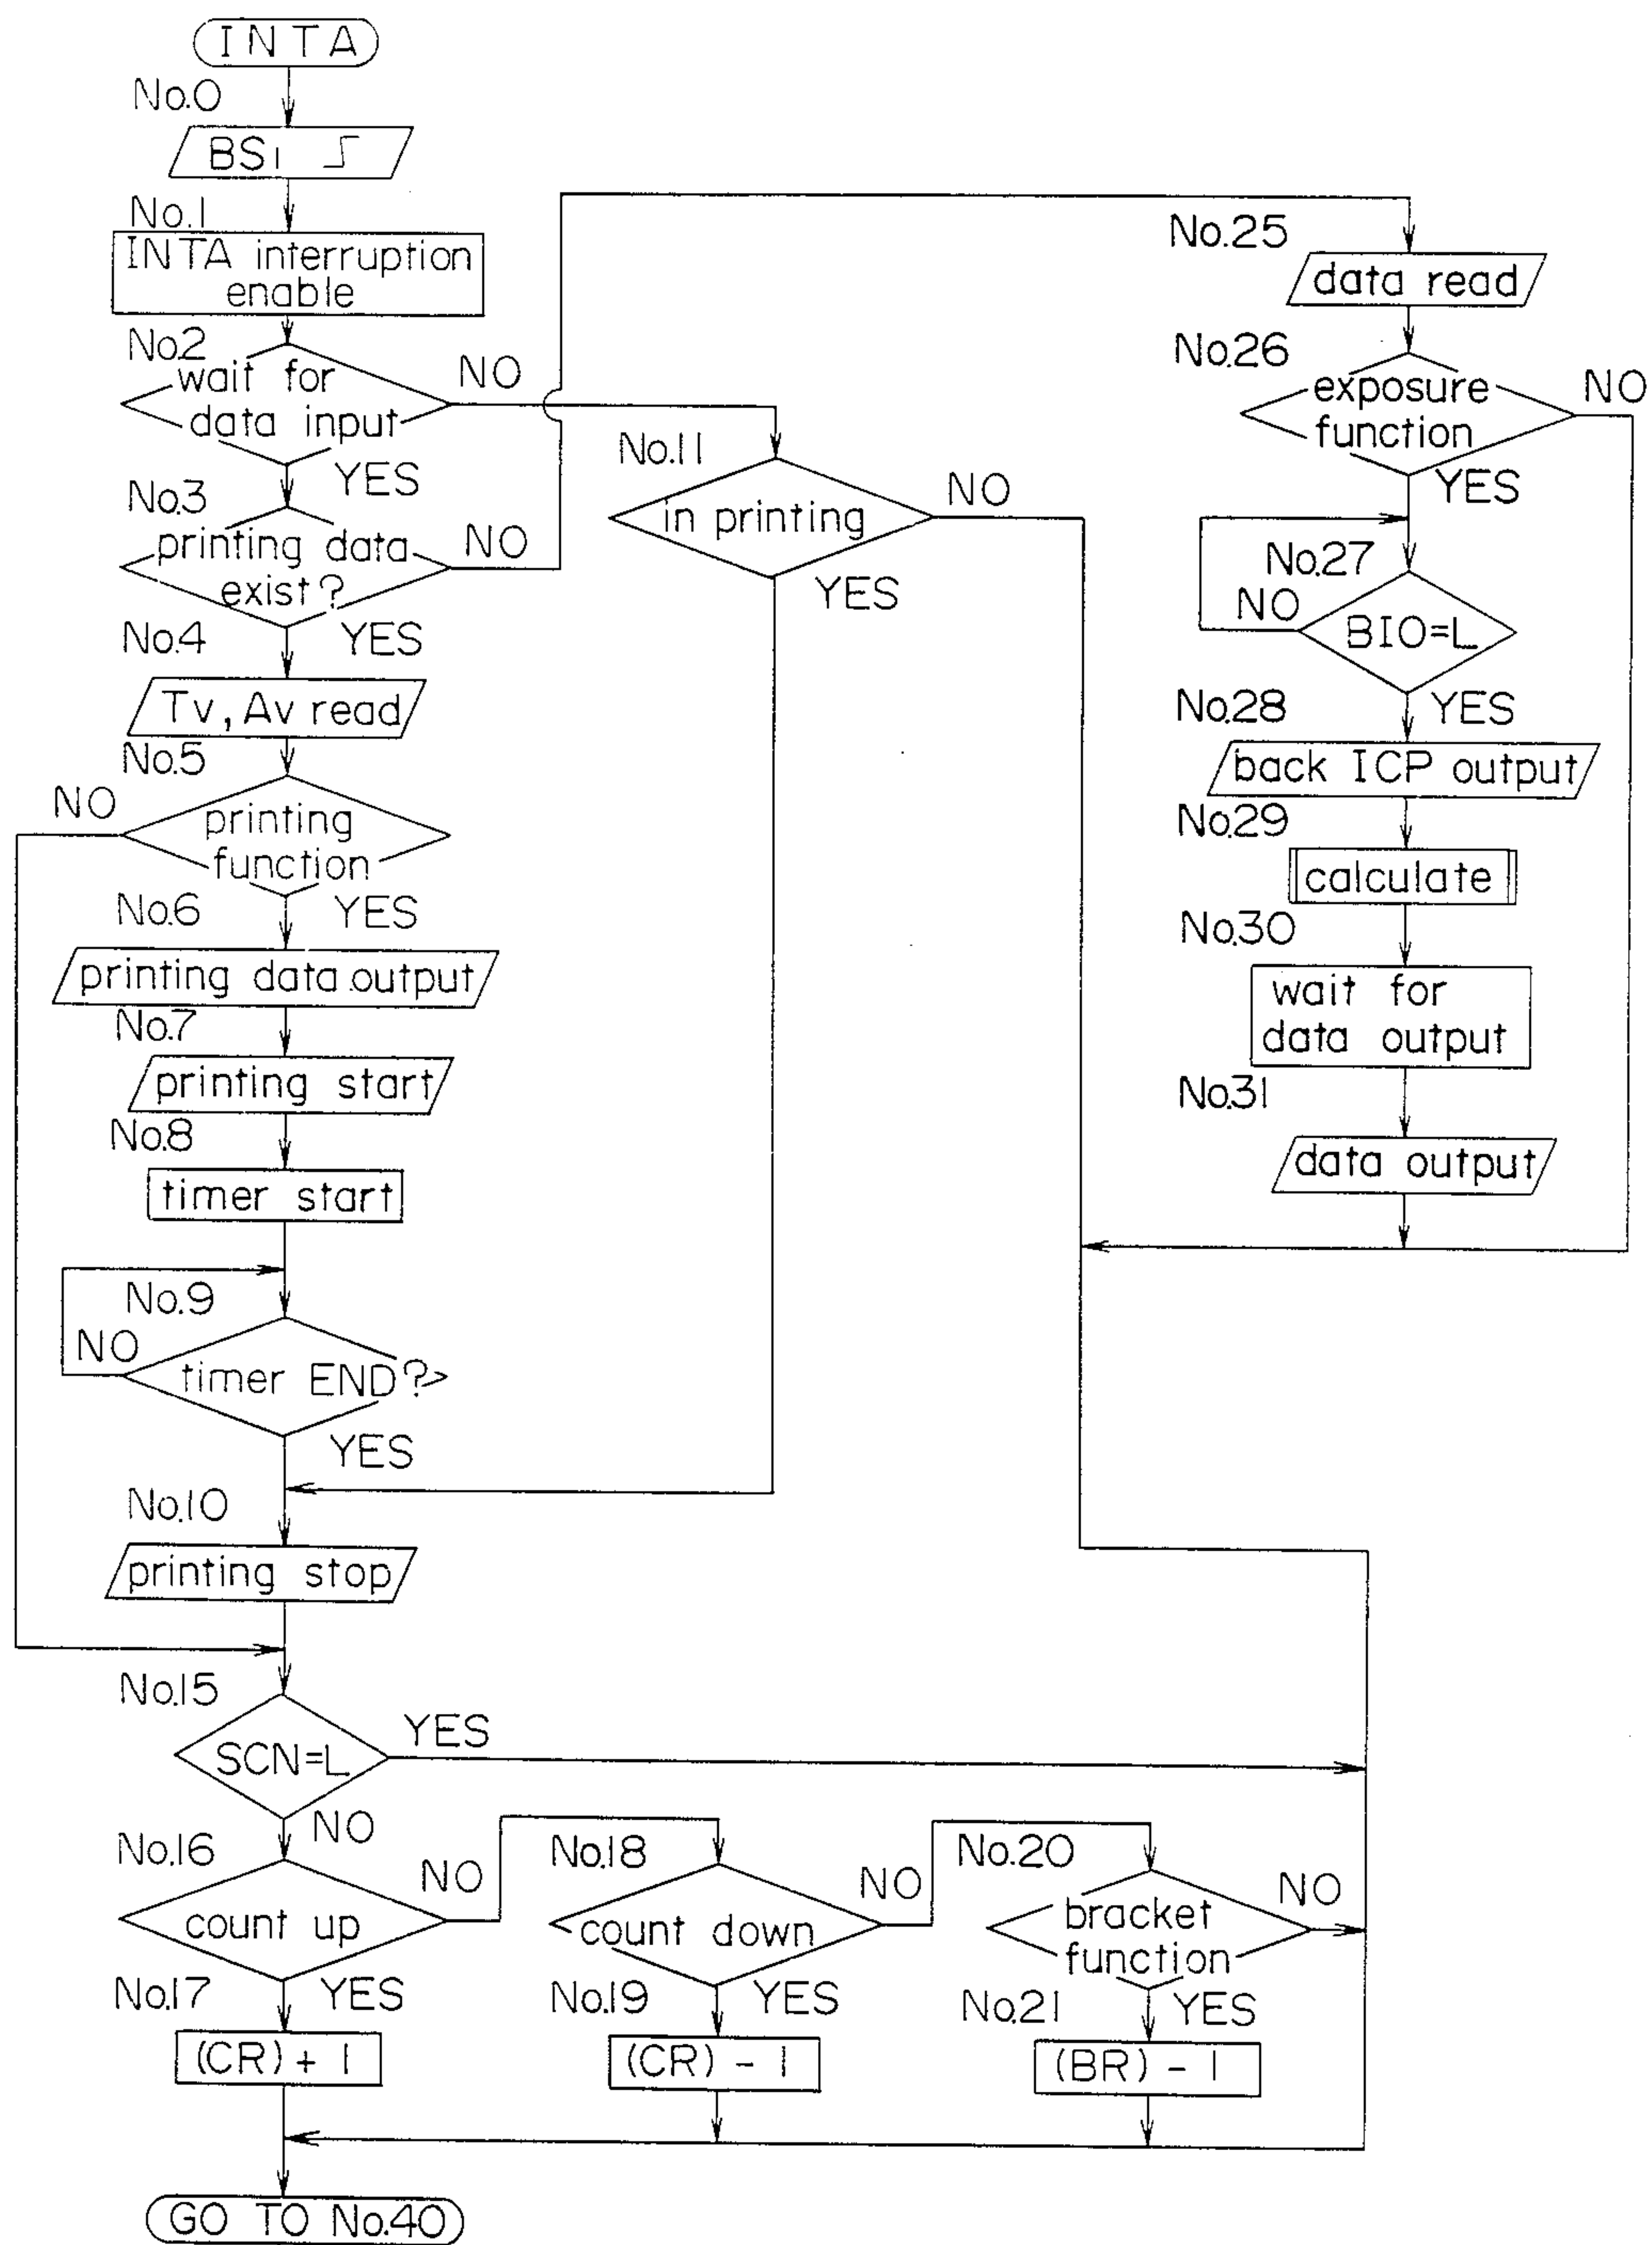 INTA
No.0
BSI
No.1
INTA interruption
enable
No.2
wait for
data input
NO
YES
No.3
printing data
exist?
NO
YES
No.4
Tv, Av read
No.5
NO
printing
function
YES
No.6
printing data output
No.7
printing start
No.8
timer start
No.9
NO
timer END?
YES
No.10
printing stop
No.11
in printing
NO
YES
No.15
SCN=L
YES
NO
No.16
count up
NO
YES
No.17
(CR)+1
No.18
count down
NO
YES
No.19
(CR)-1
No.20
bracket
function
NO
YES
No.21
(BR)-1
No.25
data read
No.26
exposure
function
NO
YES
No.27
NO
BIO=L
YES
No.28
back ICP output
No.29
calculate
No.30
wait for
data output
No.31
data output
GO TO No.40